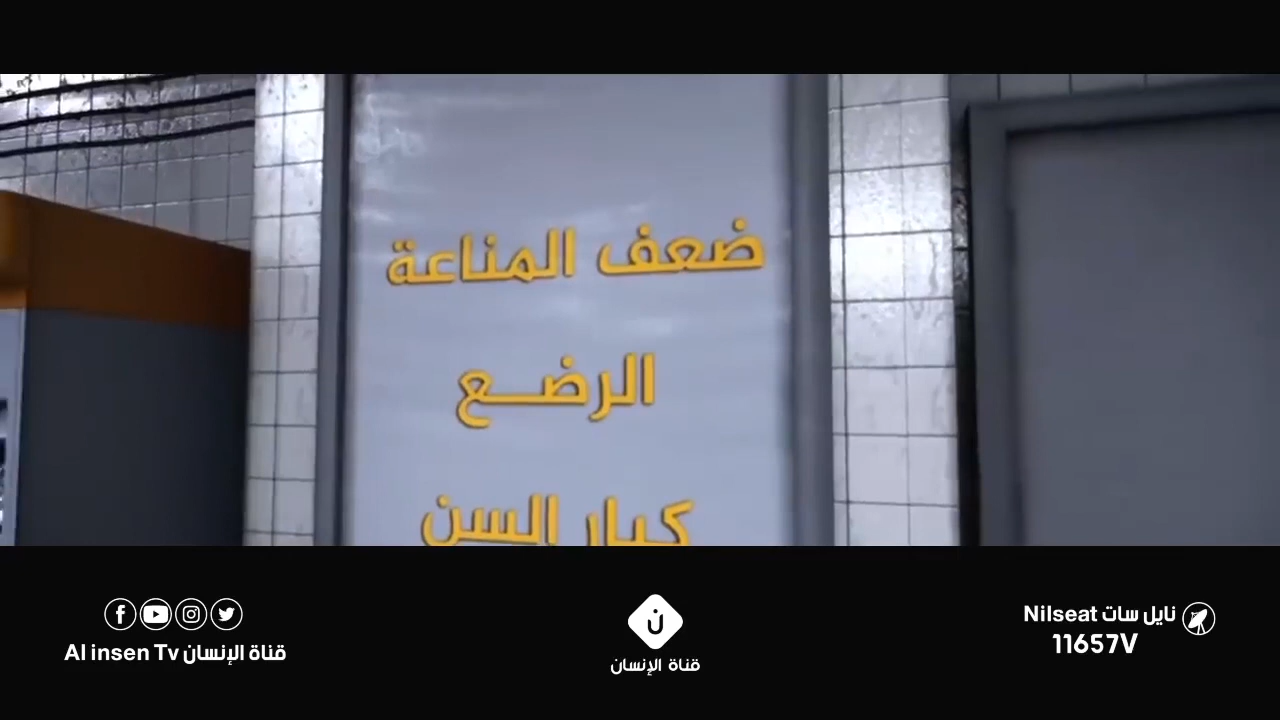 ضعف المناعة
الرضـــع
كبار السن
قناة الإنسان Al insen Tv
قناة الإنسان
نايل سات Nilseat
11657V